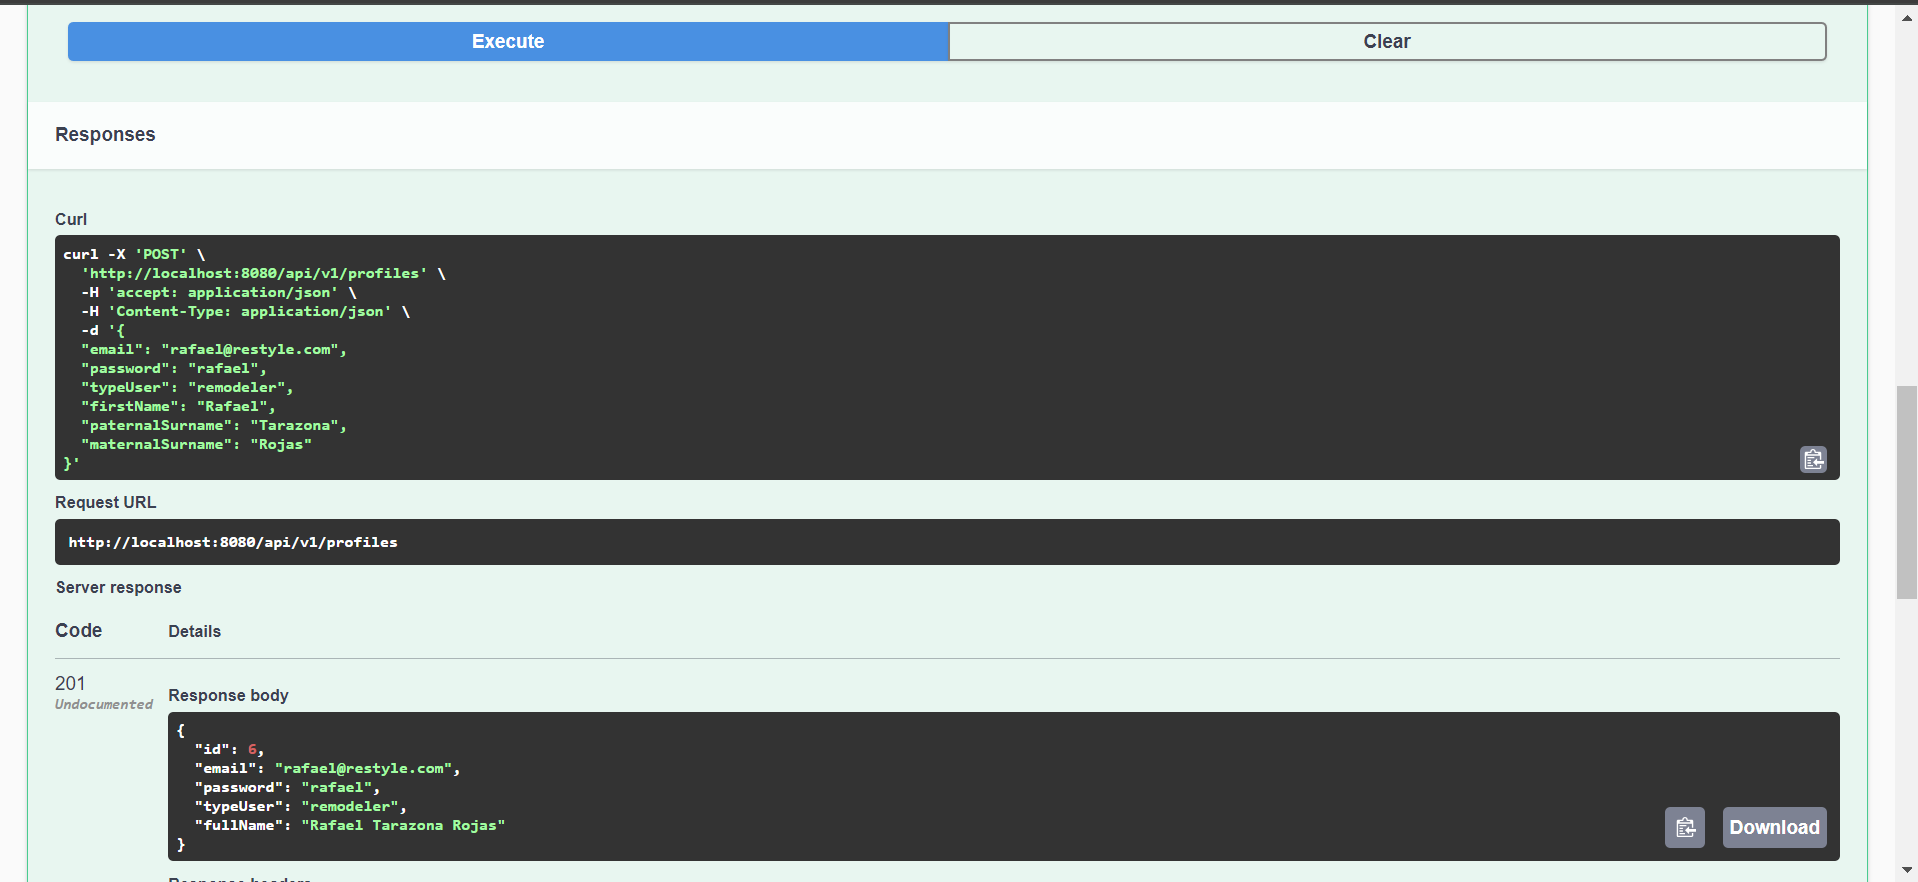 Execute
Clear
Responses
Curl
curl -X 'POST' \
  'http://localhost:8080/api/v1/profiles' \
  -H 'accept: application/json' \
  -H 'Content-Type: application/json' \
  -d '{
  "email": "rafael@restyle.com",
  "password": "rafael",
  "typeUser": "remodeler",
  "firstName": "Rafael",
  "paternalSurname": "Tarazona",
  "maternalSurname": "Rojas"
}'
Request URL
http://localhost:8080/api/v1/profiles
Server response
Code Details
201
Undocumented
Response body
{
  "id": 6,
  "email": "rafael@restyle.com",
  "password": "rafael",
  "typeUser": "remodeler",
  "fullName": "Rafael Tarazona Rojas"
}
Download
Response headers